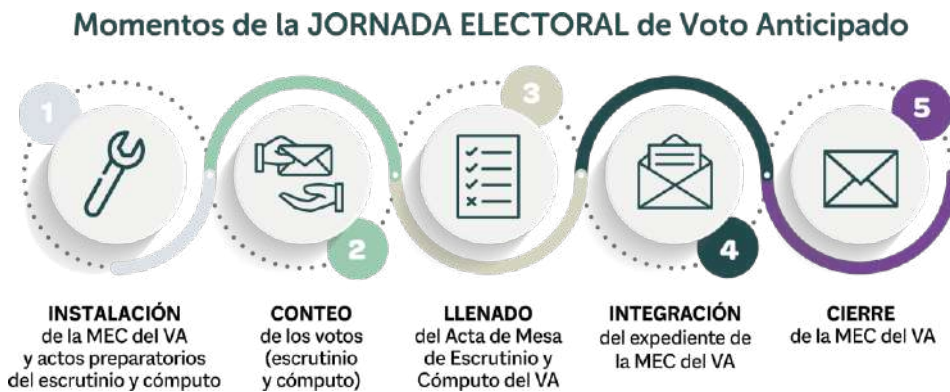 Momentos de la JORNADA ELECTORAL de Voto Anticipado
1
INSTALACIÓN
de la MEC del VA
y actos preparatorios
del escrutinio y cómputo
2
CONTEO
de los votos
(escrutinio
y cómputo)
3
LLENADO
del Acta de Mesa
de Escrutinio y
Cómputo del VA
4
INTEGRACIÓN
del expediente de
la MEC del VA
5
CIERRE
de la MEC del VA